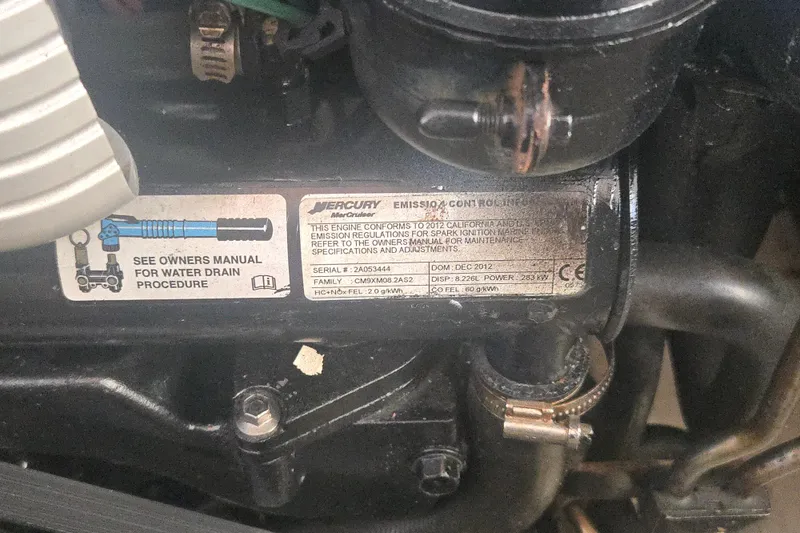 SEE OWNERS MANUAL
FOR WATER DRAIN
PROCEDURE
MERCURY
MerCruiser
EMISSION CONTROL
THIS ENGINE CONFORMS TO 2012 CALIFORNIA AND U.S.
EMISSION REGULATIONS FOR SPARK IGNITION MARINE
REFER TO THE OWNERS MANUAL FOR MAINTENANCE
SPECIFICATIONS AND ADJUSTMENTS.
SERIAL # : 2A053444
DOM : DEC 2012
FAMILY : CM9XM08.2AS2
DISP : 8.226L POWER : 283 kW
HC+NOx FEL : 2.0 g/kWh
CO FEL : 60 g/kWh
CE